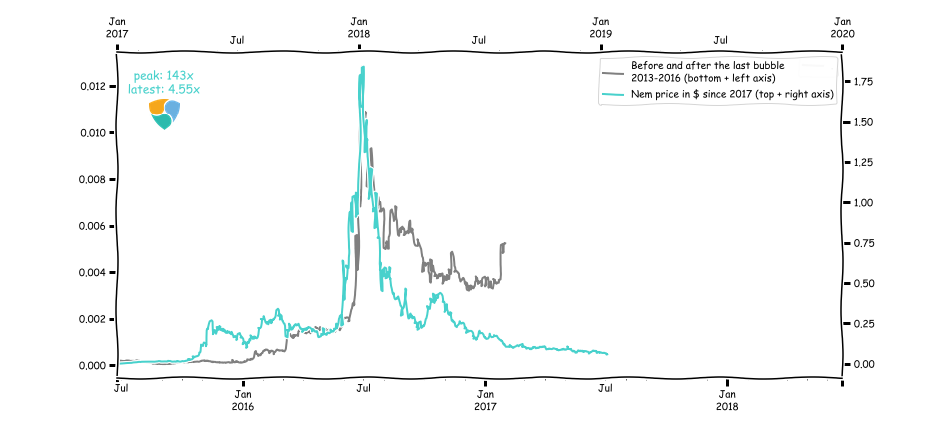 Jan Jan Jan Jan
2017 2018 2019 2020
Jul Jul Jul
peak: 143x
latest: 4.55x
Before and after the last bubble
2013-2016 (bottom + left axis)
Nem price in $ since 2017 (top + right axis)
0,012
0,010
0,008
0,006
0,004
0,002
0,000
1.75
1.50
1.25
1.00
0.75
0.50
0.25
0.00
Jul Jul Jul
Jan Jan Jan
2016 2017 2018